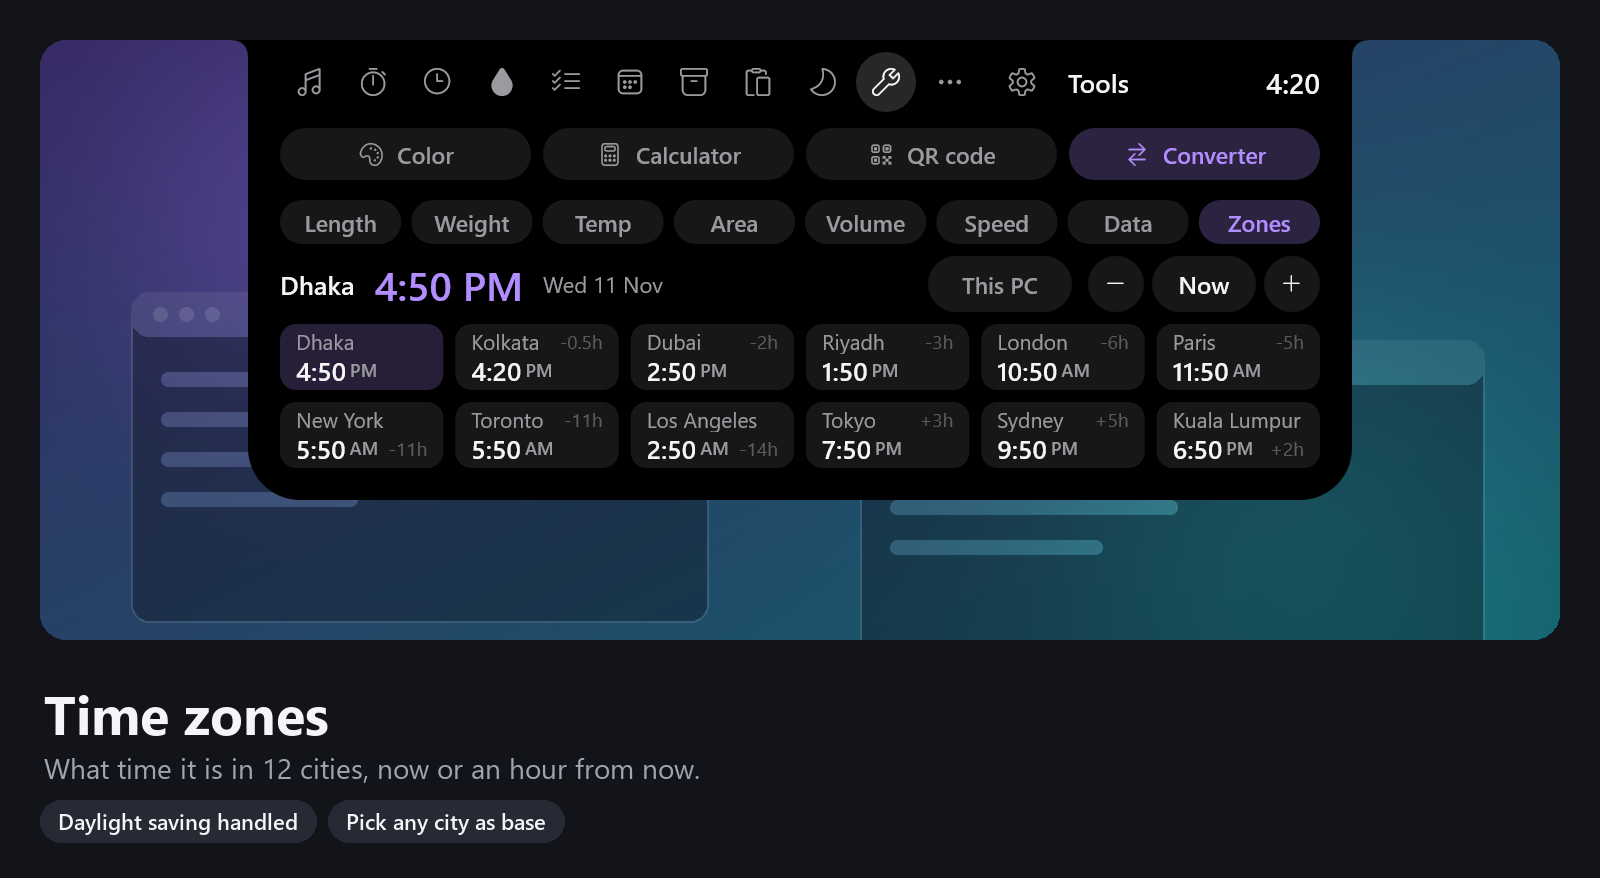 Tools 4:20
Color Calculator QR code Converter
Length Weight Temp Area Volume Speed Data Zones
Dhaka 4:50 PM Wed 11 Nov This PC − Now +
Dhaka Kolkata -0.5h Dubai -2h Riyadh -3h London -6h Paris -5h
4:50 PM 4:20 PM 2:50 PM 1:50 PM 10:50 AM 11:50 AM
New York Toronto -11h Los Angeles Tokyo +3h Sydney +5h Kuala Lumpur
5:50 AM -11h 5:50 AM 2:50 AM -14h 7:50 PM 9:50 PM 6:50 PM +2h
Time zones
What time it is in 12 cities, now or an hour from now.
Daylight saving handled Pick any city as base